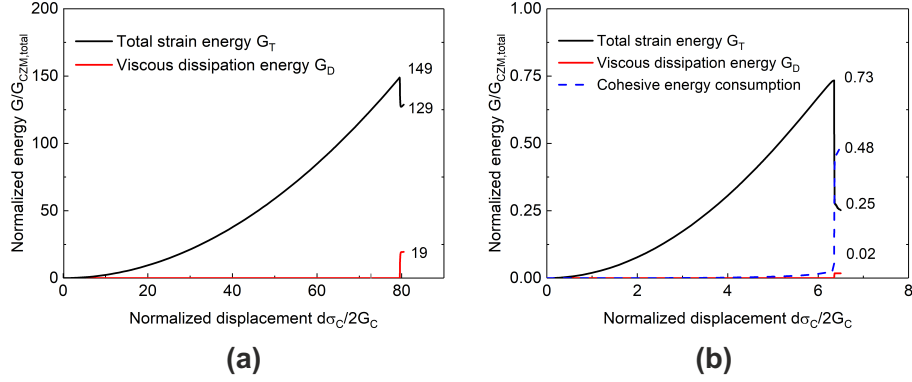 200
150
100
50
0
Normalized energy G/G_CZM,total
Total strain energy G_T
Viscous dissipation energy G_D
149
129
19
0 20 40 60 80 100
Normalized displacement dσ_C/2G_C
(a)
1.00
0.75
0.50
0.25
0.00
Normalized energy G/G_CZM,total
Total strain energy G_T
Viscous dissipation energy G_D
Cohesive energy consumption
0.73
0.48
0.25
0.02
0 2 4 6 8
Normalized displacement dσ_C/2G_C
(b)